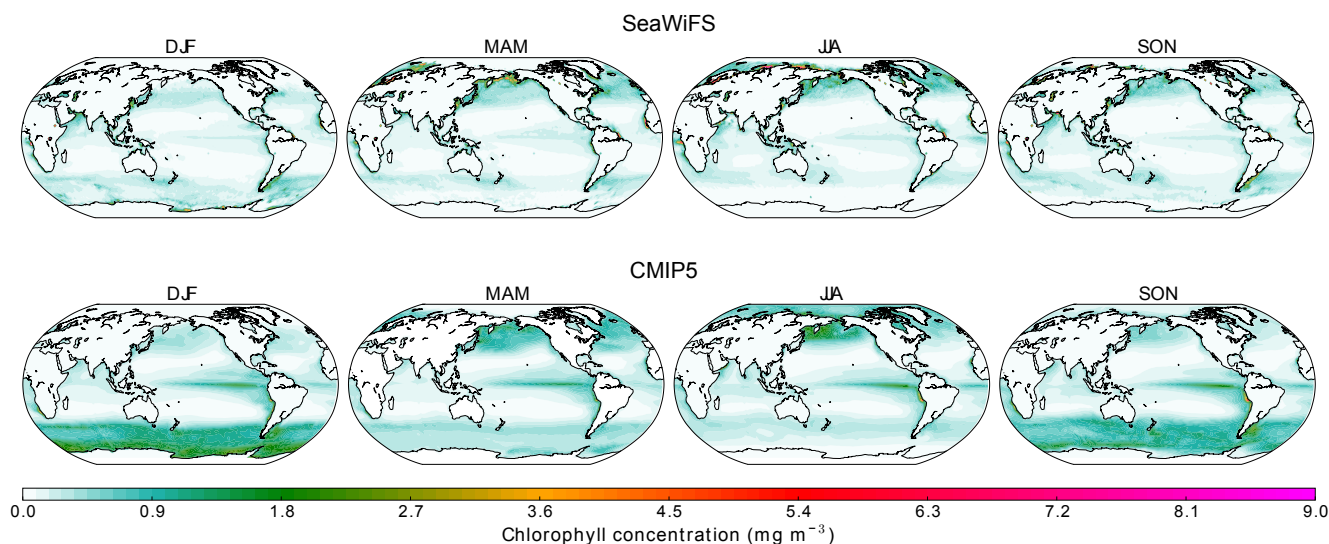 SeaWiFS
DJF MAM JJA SON
CMIP5
DJF MAM JJA SON
0.0 0.9 1.8 2.7 3.6 4.5 5.4 6.3 7.2 8.1 9.0
Chlorophyll concentration (mg m⁻³)